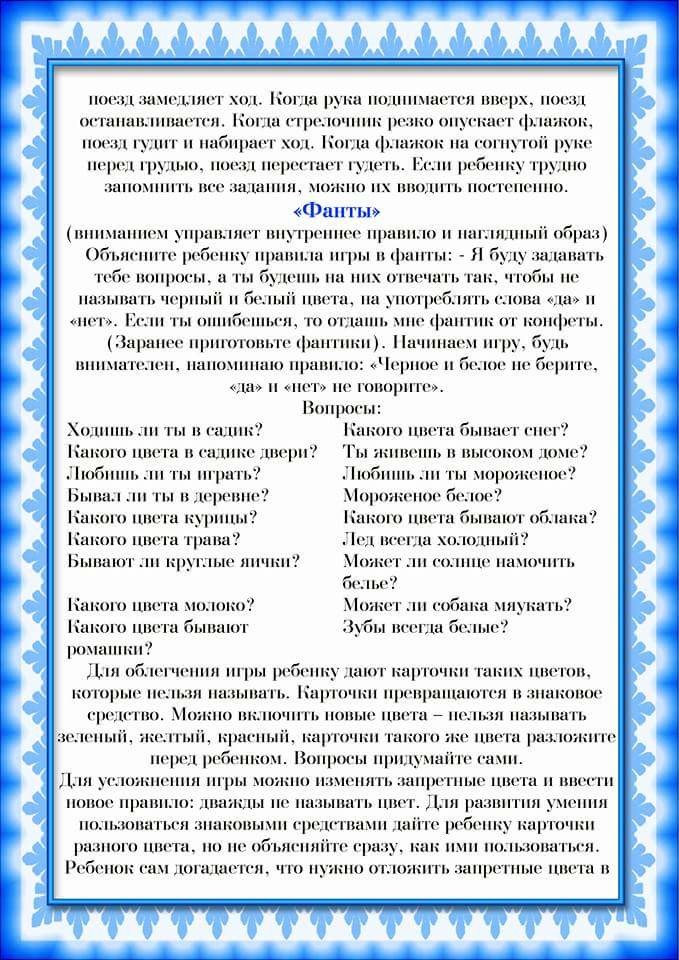 поезд замедляет ход. Когда рука поднимается вверх, поезд
останавливается. Когда стрелочник резко опускает флажок,
поезд гудит и набирает ход. Когда флажок на согнутой руке
перед грудью, поезд перестает гудеть. Если ребенку трудно
запомнить все задания, можно их вводить постепенно.
«Фанты»
(вниманием управляет внутреннее правило и наглядный образ)
Объясните ребенку правила игры в фанты: - Я буду задавать
тебе вопросы, а ты будешь на них отвечать так, чтобы не
называть черный и белый цвета, на употреблять слова «да» и
«нет». Если ты ошибешься, то отдашь мне фантик от конфеты.
(Заранее приготовьте фантики). Начинаем игру, будь
внимателен, напоминаю правило: «Черное и белое не берите,
«да» и «нет» не говорите».
Вопросы:
Ходишь ли ты в садик? Какого цвета бывает снег?
Какого цвета в садике двери? Ты живешь в высоком доме?
Любишь ли ты играть? Любишь ли ты мороженое?
Бывал ли ты в деревне? Мороженое белое?
Какого цвета курицы? Какого цвета бывают облака?
Какого цвета трава? Лед всегда холодный?
Бывают ли круглые яички? Может ли солнце намочить
белье?
Какого цвета молоко? Может ли собака мяукать?
Какого цвета бывают Зубы всегда белые?
ромашки?
Для облегчения игры ребенку дают карточки таких цветов,
которые нельзя называть. Карточки превращаются в знаковое
средство. Можно включить новые цвета – нельзя называть
зеленый, желтый, красный, карточки такого же цвета разложите
перед ребенком. Вопросы придумайте сами.
Для усложнения игры можно изменять запретные цвета и ввести
новое правило: дважды не называть цвет. Для развития умения
пользоваться знаковыми средствами дайте ребенку карточки
разного цвета, но не объясняйте сразу, как ими пользоваться.
Ребенок сам догадается, что нужно отложить запретные цвета в